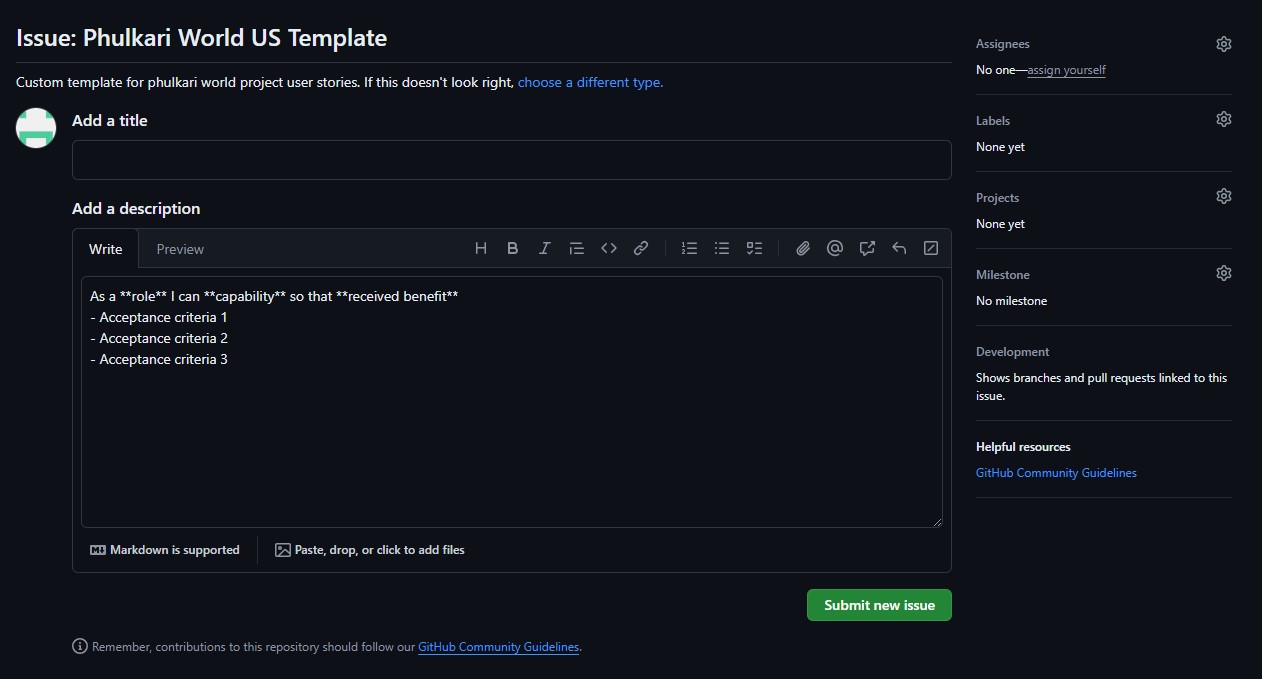 Issue: Phulkari World US Template
Custom template for phulkari world project user stories. If this doesn't look right, choose a different type.
Add a title
Add a description
Write
Preview
As a **role** I can **capability** so that **received benefit**
- Acceptance criteria 1
- Acceptance criteria 2
- Acceptance criteria 3
Markdown is supported
Paste, drop, or click to add files
Submit new issue
Remember, contributions to this repository should follow our GitHub Community Guidelines.
Assignees
No one—assign yourself
Labels
None yet
Projects
None yet
Milestone
No milestone
Development
Shows branches and pull requests linked to this
issue.
Helpful resources
GitHub Community Guidelines